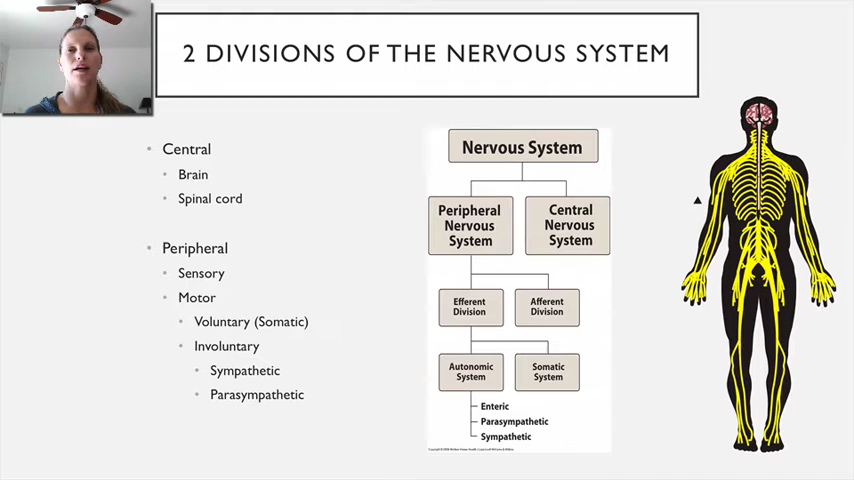 2 DIVISIONS OF THE NERVOUS SYSTEM
• Central
• Brain
• Spinal cord
• Peripheral
• Sensory
• Motor
• Voluntary (Somatic)
• Involuntary
• Sympathetic
• Parasympathetic
Nervous System
Peripheral
Nervous
System
Central
Nervous
System
Efferent
Division
Afferent
Division
Autonomic
System
Somatic
System
Enteric
Parasympathetic
Sympathetic